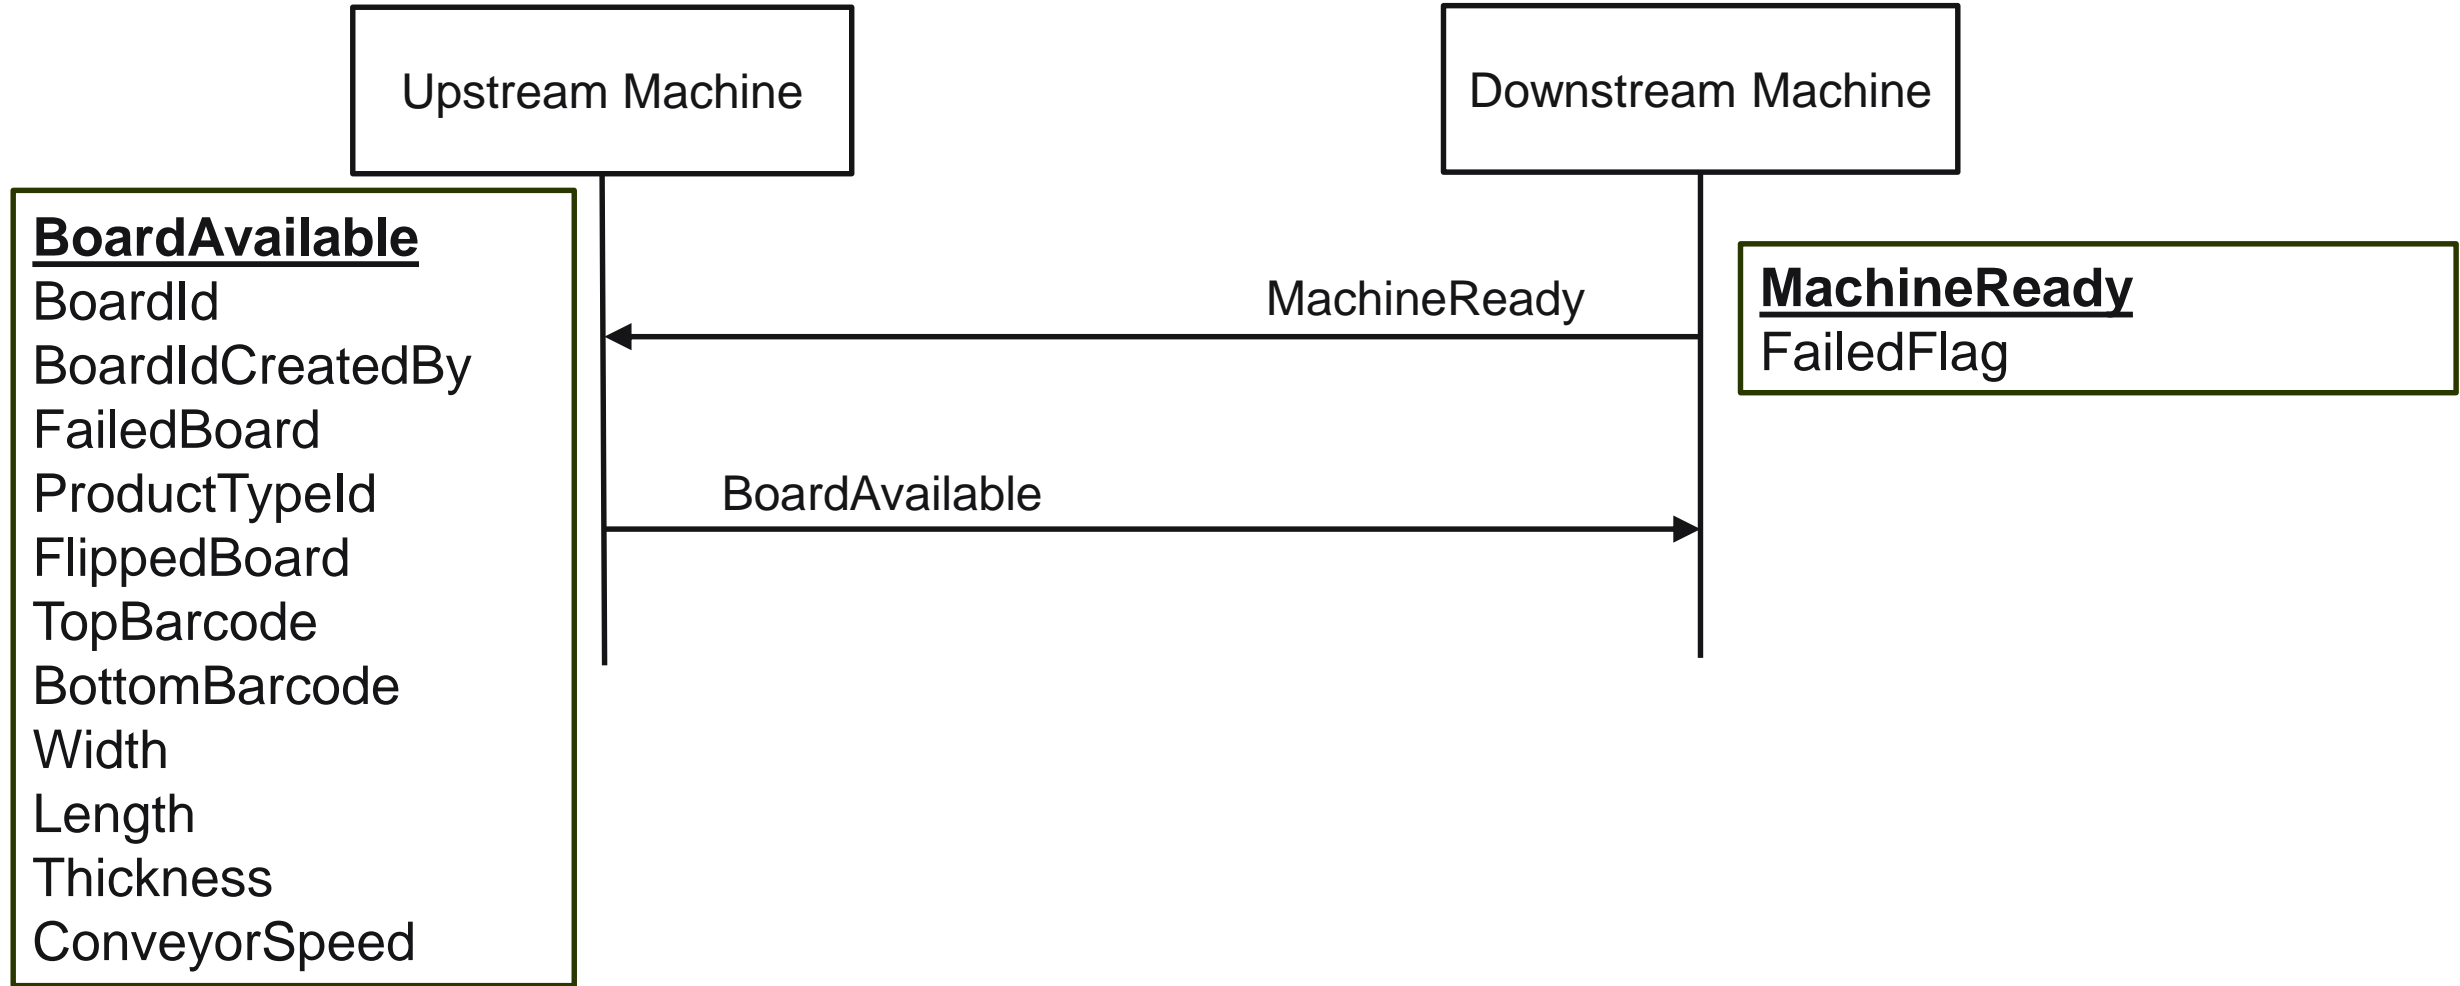 Upstream Machine
Downstream Machine
BoardAvailable
BoardId
BoardIdCreatedBy
FailedBoard
ProductTypeId
FlippedBoard
TopBarcode
BottomBarcode
Width
Length
Thickness
ConveyorSpeed
MachineReady
BoardAvailable
MachineReady
FailedFlag